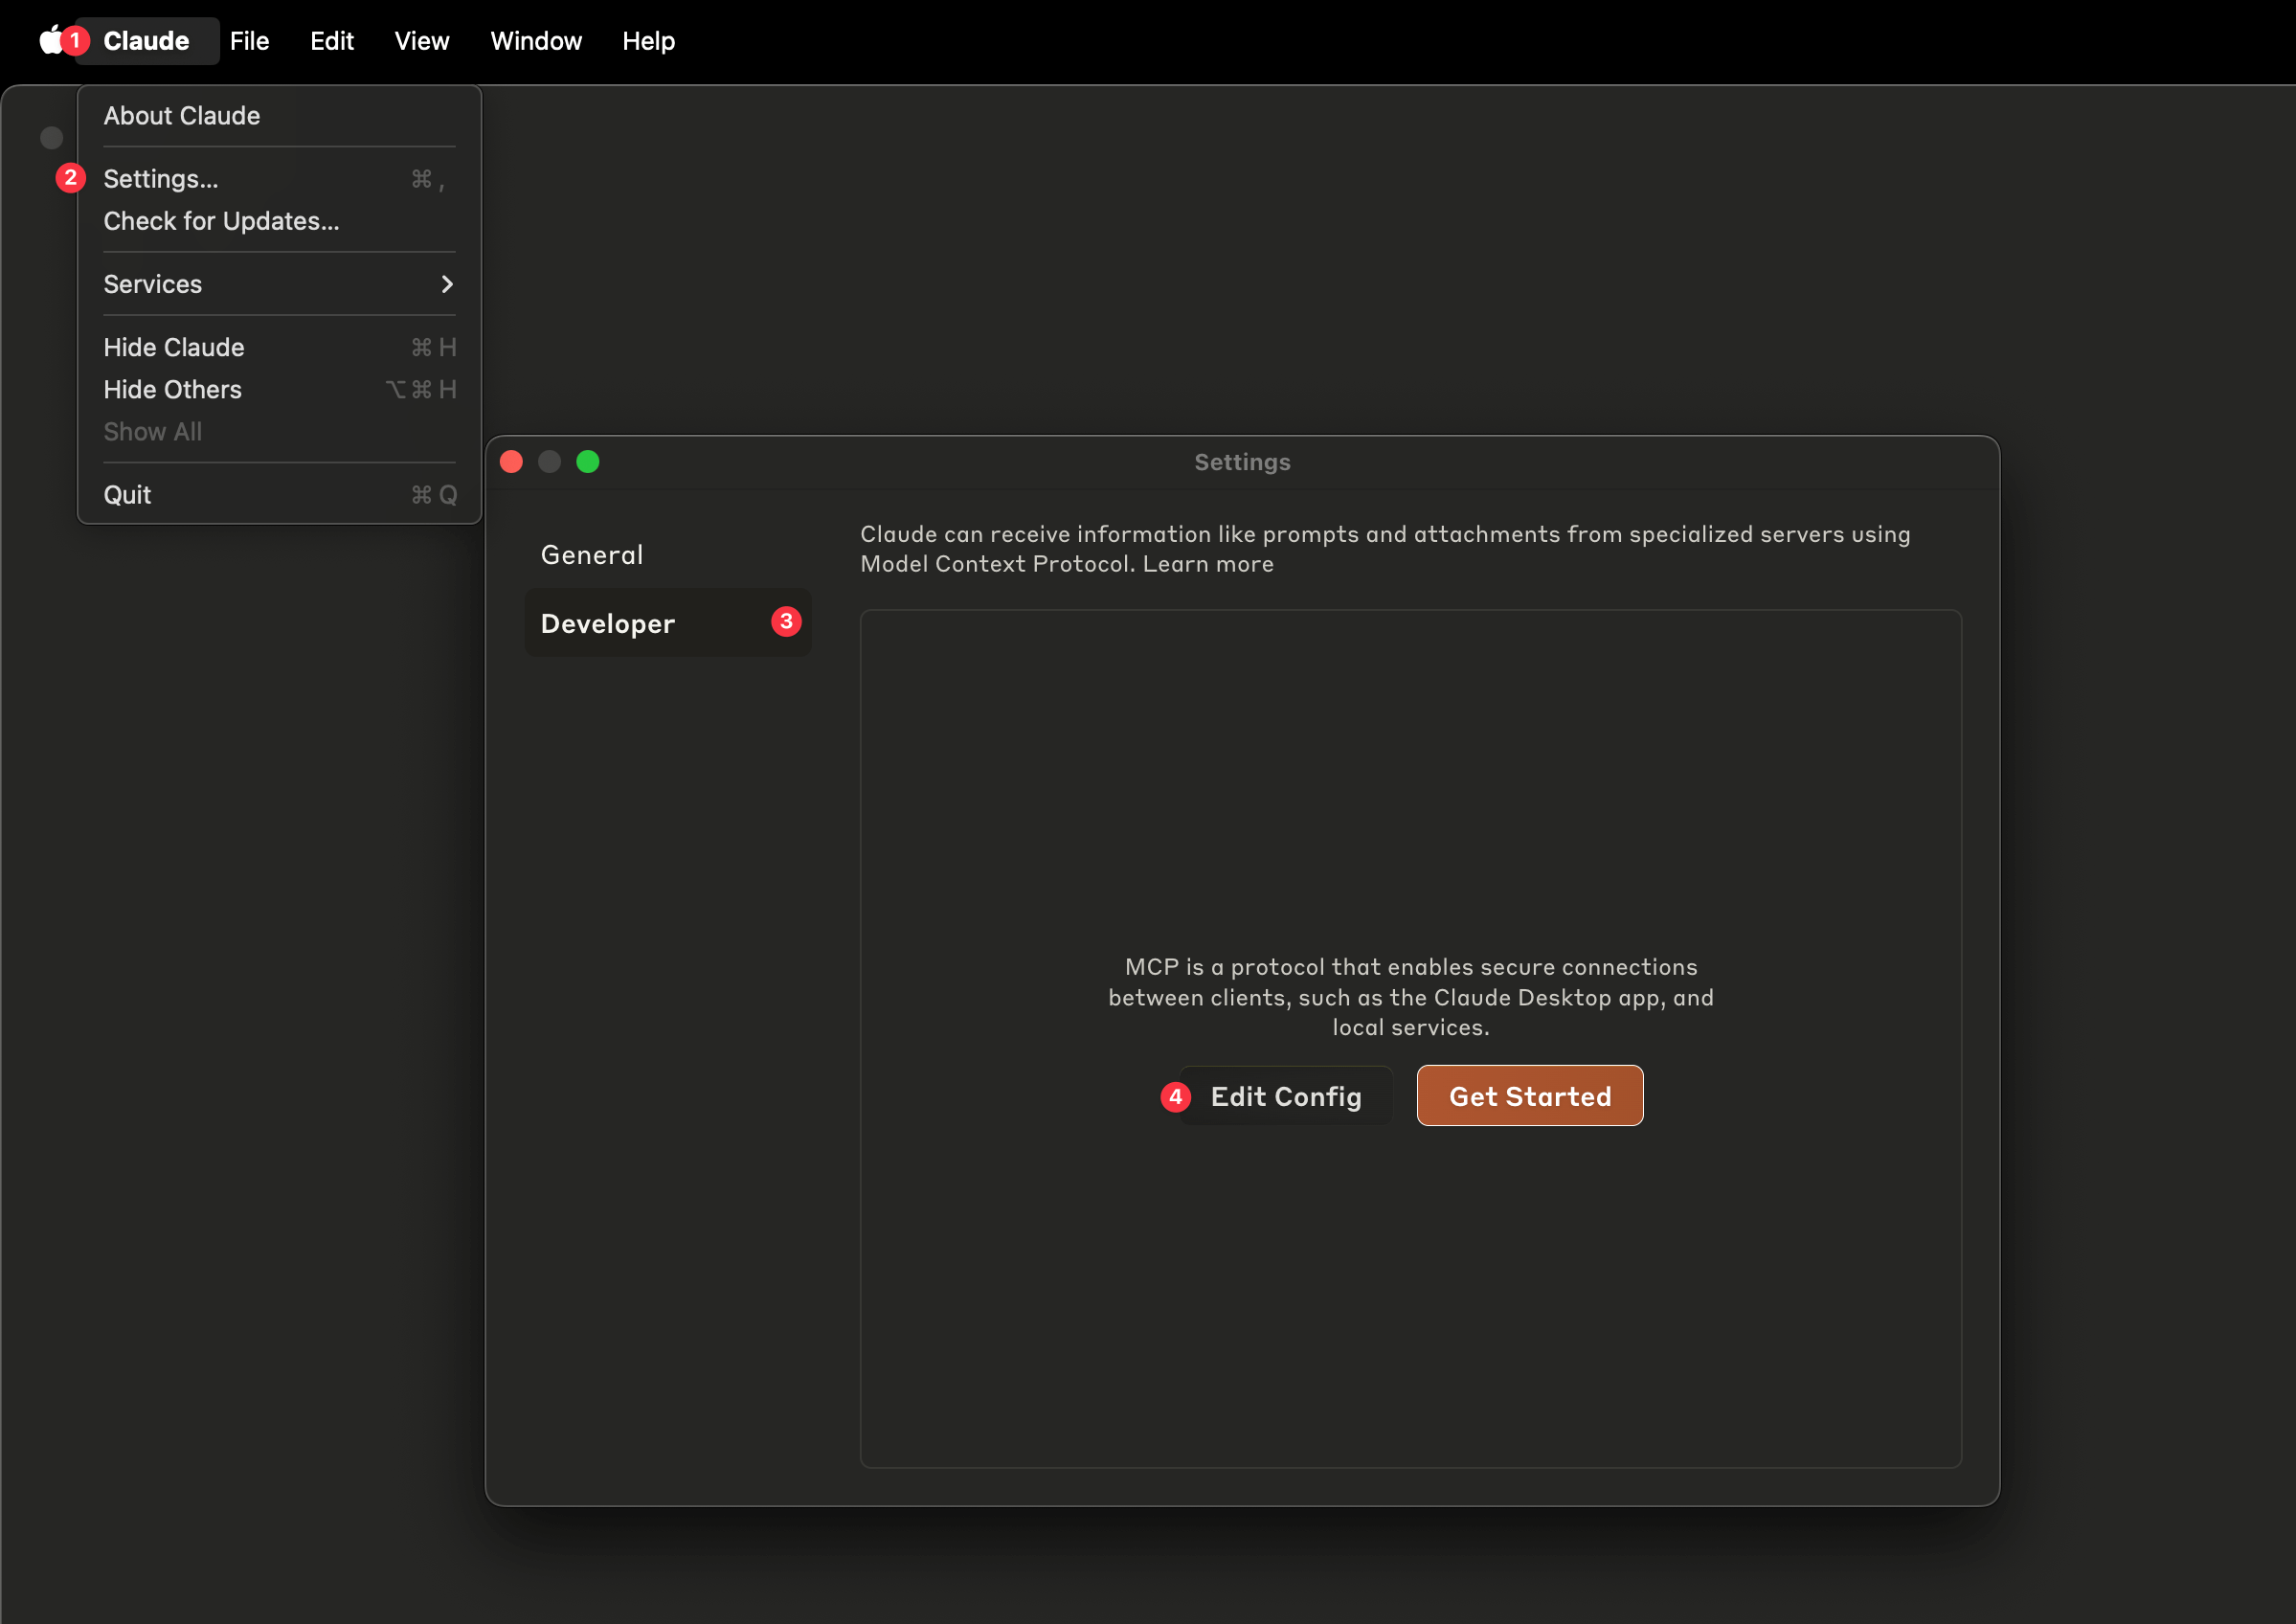 1 Claude File Edit View Window Help
About Claude
2 Settings... ⌘ ,
Check for Updates...
Services
Hide Claude ⌘ H
Hide Others ⌥ ⌘ H
Show All
Quit ⌘ Q
Settings
General
Developer 3
Claude can receive information like prompts and attachments from specialized servers using
Model Context Protocol. Learn more
MCP is a protocol that enables secure connections
between clients, such as the Claude Desktop app, and
local services.
4 Edit Config Get Started